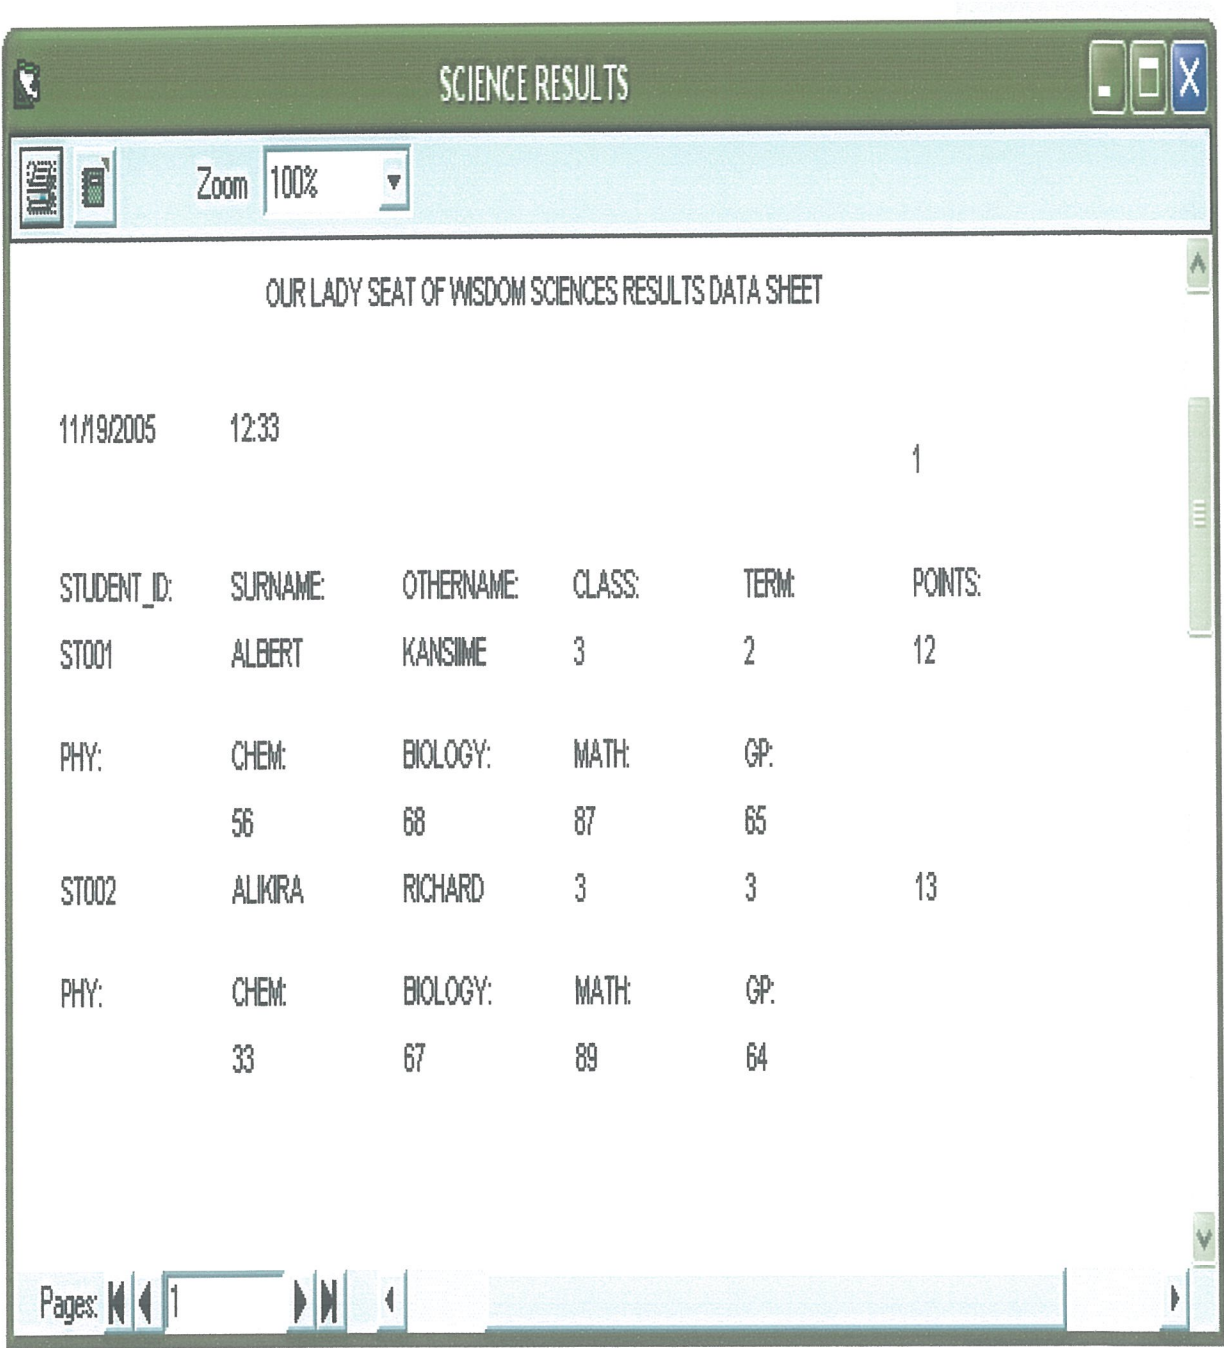 SCIENCE RESULTS
Zoom 100%
OUR LADY SEAT OF WISDOM SCIENCES RESULTS DATA SHEET
11/19/2005 12:33
1
STUDENT_ID: SURNAME: OTHERNAME: CLASS: TERM: POINTS:
ST001 ALBERT KANSIIME 3 2 12
PHY: CHEM: BIOLOGY: MATH: GP:
56 68 87 65
ST002 ALIKIRA RICHARD 3 3 13
PHY: CHEM: BIOLOGY: MATH: GP:
33 67 89 64
Pages: 1